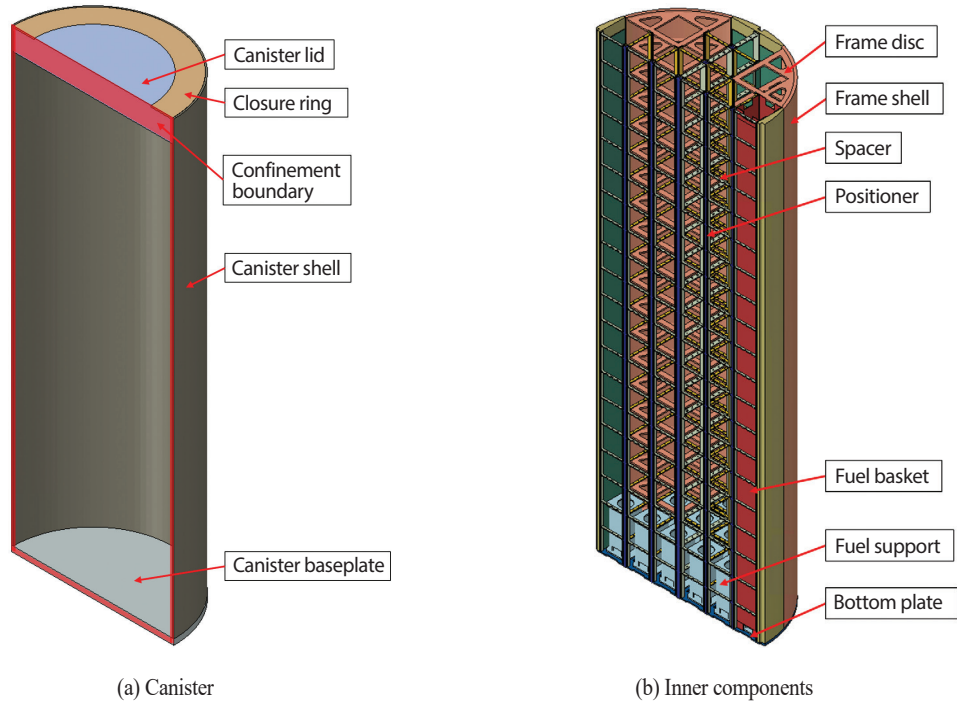 Canister lid
Closure ring
Confinement
boundary
Canister shell
Canister baseplate
(a) Canister
Frame disc
Frame shell
Spacer
Positioner
Fuel basket
Fuel support
Bottom plate
(b) Inner components